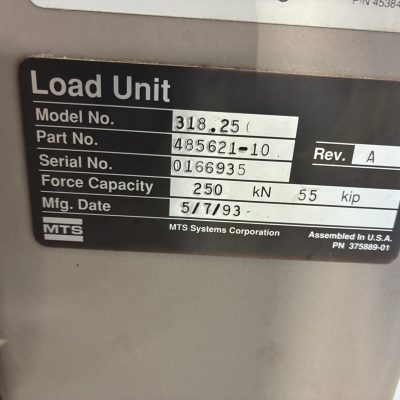 P/N 45384
Load Unit
Model No. 318.25
Part No. 485621-10 Rev. A
Serial No. 0166935
Force Capacity 250 kN 55 kip
Mfg. Date 5/7/93
MTS MTS Systems Corporation Assembled in U.S.A.
PN 375889-01